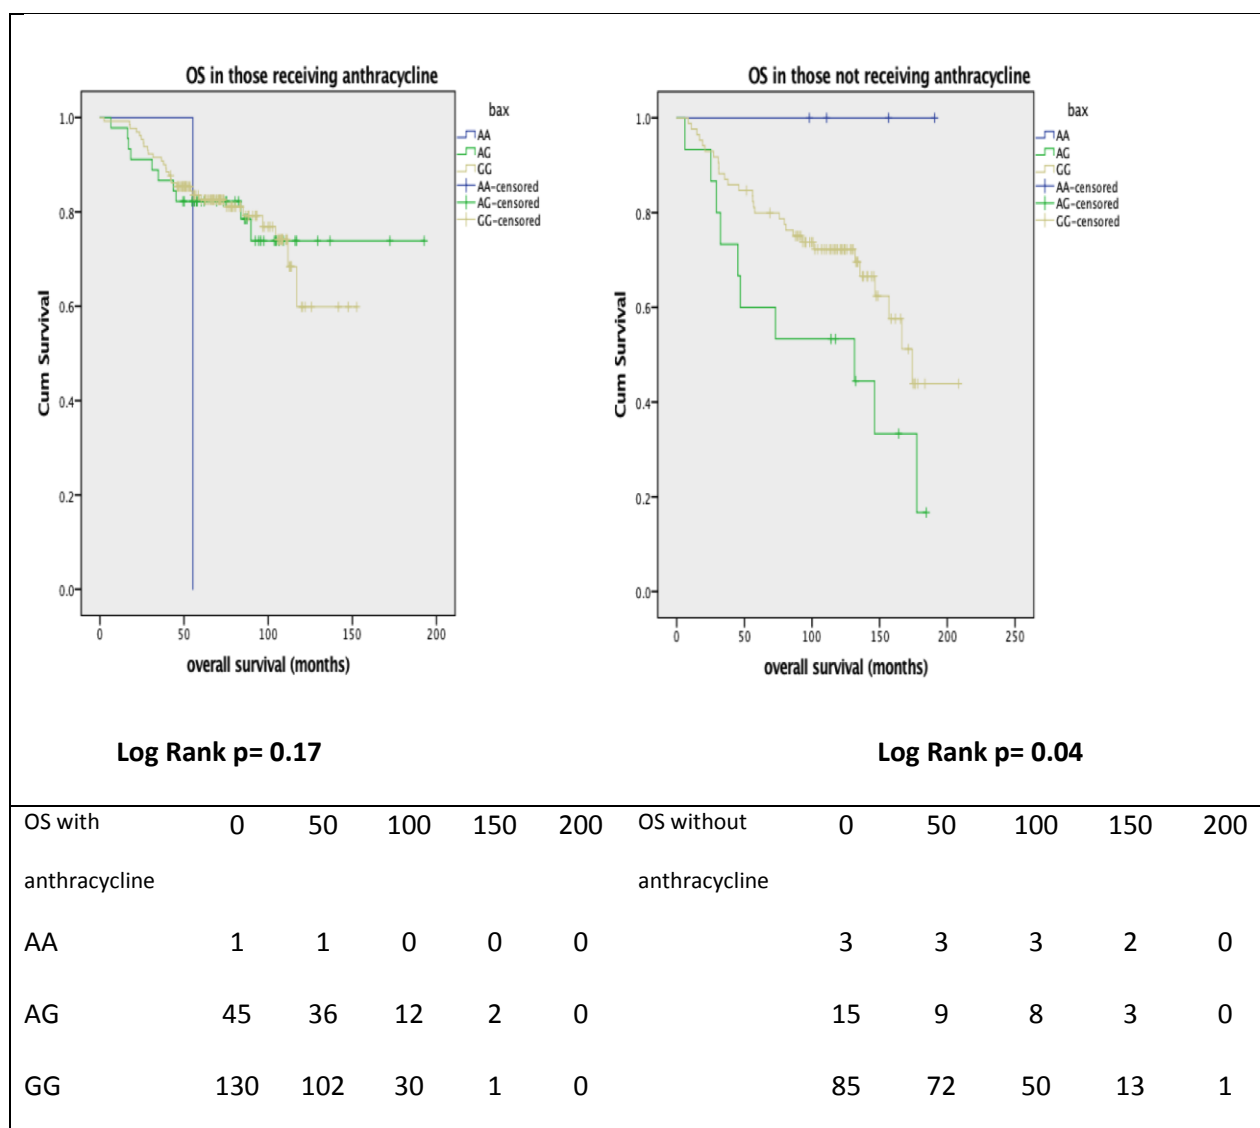 OS in those receiving anthracycline
bax
AA
AG
GG
AA-censored
AG-censored
GG-censored
1.0
0.8
0.6
0.4
0.2
0.0
Cum Survival
0 50 100 150 200
overall survival (months)
OS in those not receiving anthracycline
bax
AA
AG
GG
AA-censored
AG-censored
GG-censored
1.0
0.8
0.6
0.4
0.2
0.0
Cum Survival
0 50 100 150 200 250
overall survival (months)
Log Rank p= 0.17 Log Rank p= 0.04
OS with 0 50 100 150 200 OS without 0 50 100 150 200
anthracycline anthracycline
AA 1 1 0 0 0 3 3 3 2 0
AG 45 36 12 2 0 15 9 8 3 0
GG 130 102 30 1 0 85 72 50 13 1